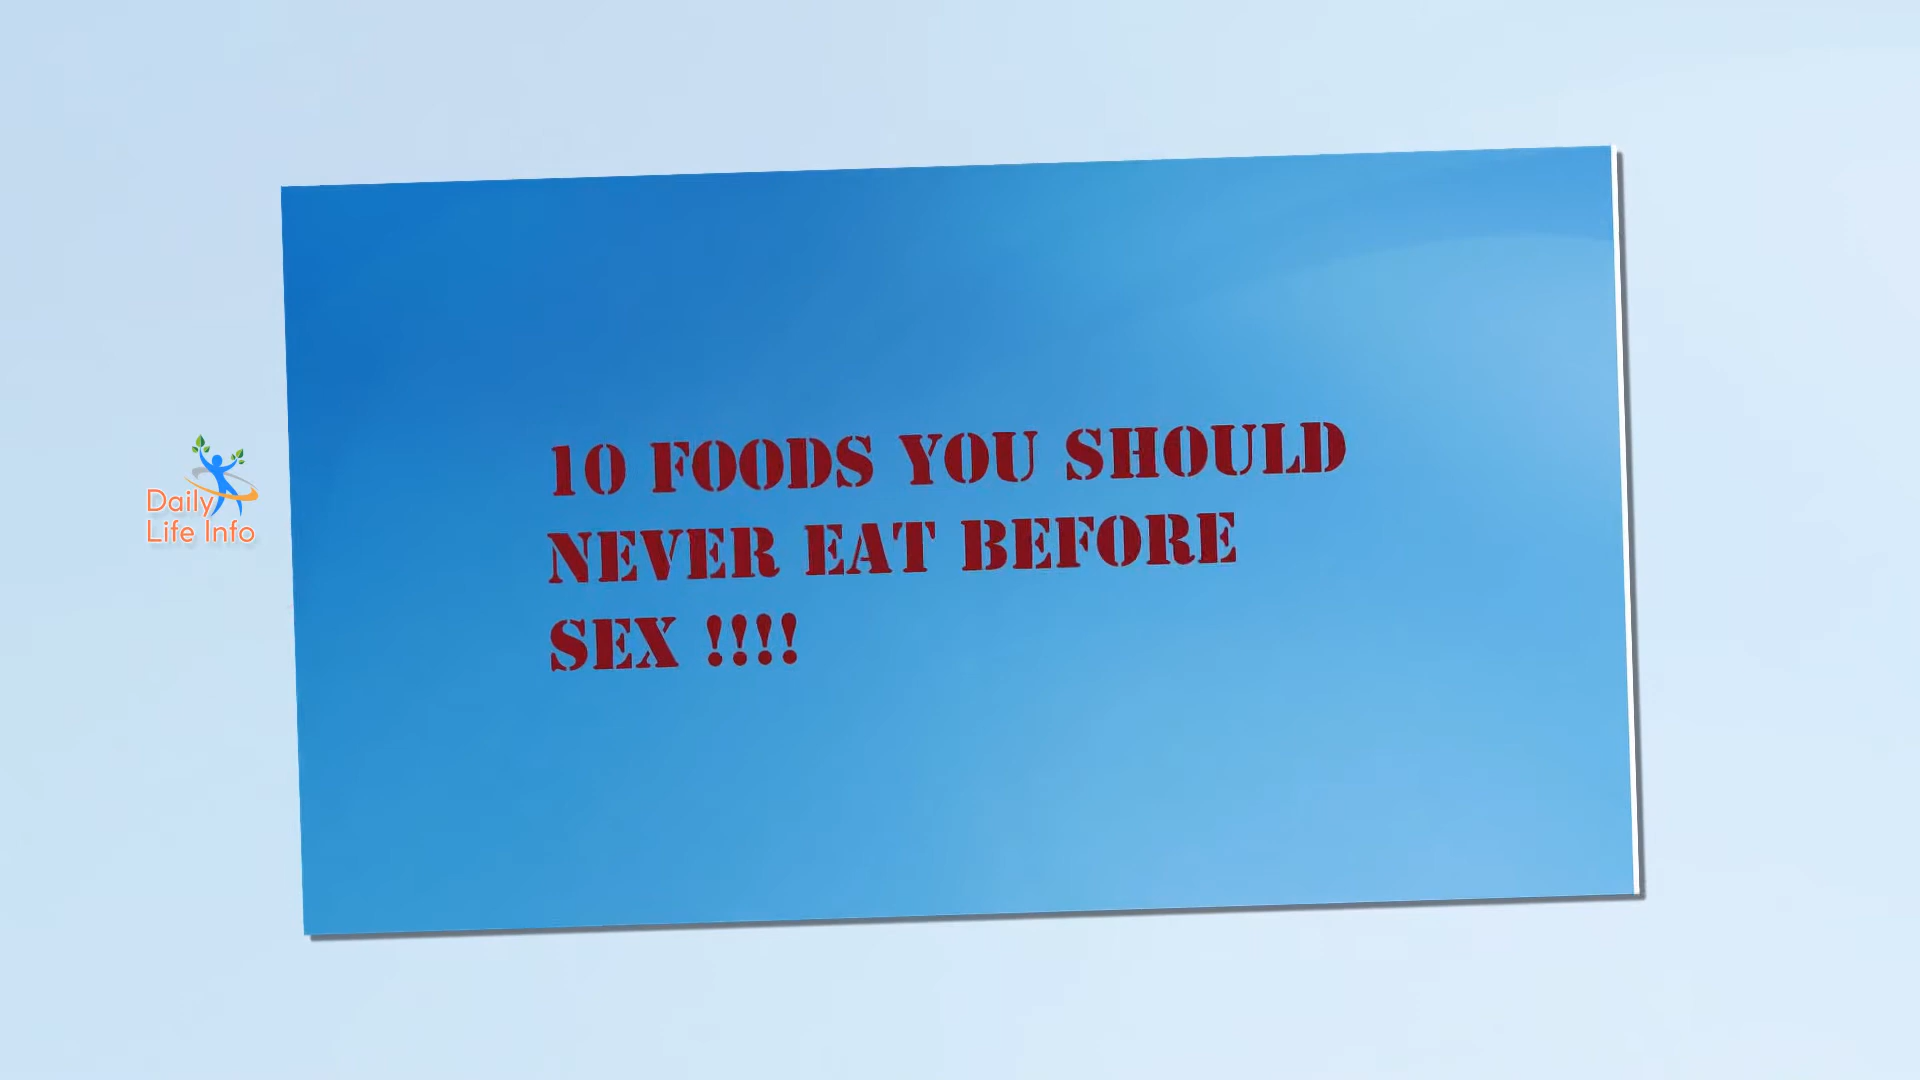 Daily
Life Info
10 FOODS YOU SHOULD
NEVER EAT BEFORE
SEX !!!!